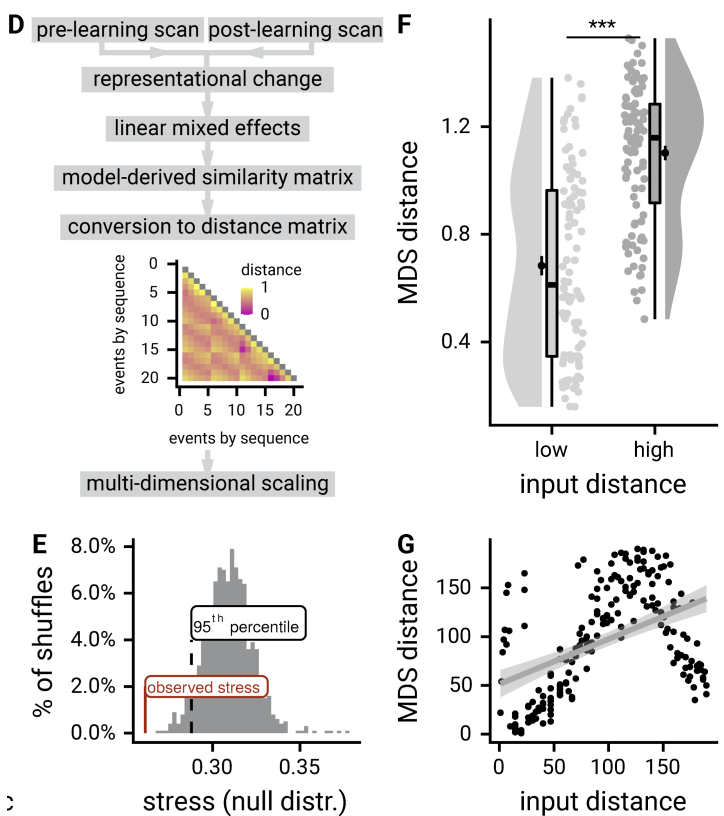 D
pre-learning scan post-learning scan
representational change
linear mixed effects
model-derived similarity matrix
conversion to distance matrix
events by sequence
0
5
10
15
20
distance
1
0
0 5 10 15 20
events by sequence
multi-dimensional scaling
F
***
MDS distance
1.2
0.8
0.4
low high
input distance
E
% of shuffles
8.0%
6.0%
4.0%
2.0%
0.0%
95th percentile
observed stress
0.30 0.35
stress (null distr.)
G
MDS distance
150
100
50
0
0 50 100 150
input distance